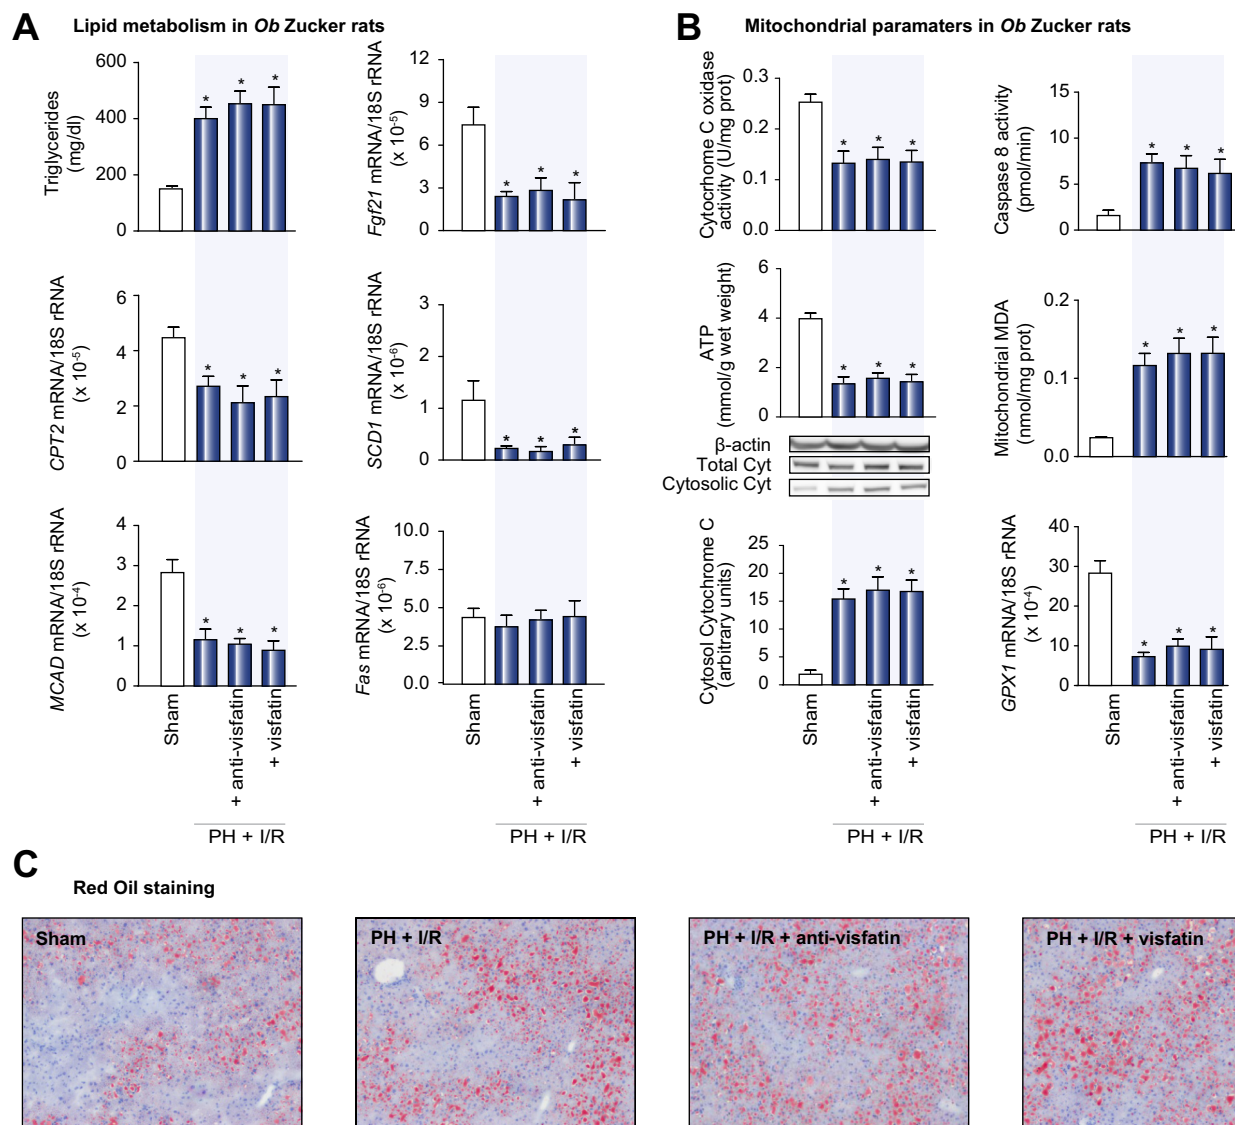 A
Lipid metabolism in Ob Zucker rats
Triglycerides
(mg/dl)
600
400
200
0
* * *
Fgf21 mRNA/18S rRNA
(x 10-5)
12
9
6
3
0
* * *
CPT2 mRNA/18S rRNA
(x 10-5)
6
4
2
0
* * *
SCD1 mRNA/18S rRNA
(x 10-6)
3
2
1
0
* * *
MCAD mRNA/18S rRNA
(x 10-4)
4
3
2
1
0
* * *
Sham
+ anti-visfatin
+ visfatin
PH + I/R
Fas mRNA/18S rRNA
(x 10-6)
10.0
7.5
5.0
2.5
0.0
Sham
+ anti-visfatin
+ visfatin
PH + I/R
B
Mitochondrial paramaters in Ob Zucker rats
Cytochrome C oxidase
activity (U/mg prot)
0.3
0.2
0.1
0.0
* * *
Caspase 8 activity
(pmol/min)
15
10
5
0
* * *
ATP
(mmol/g wet weight)
6
4
2
0
* * *
β-actin
Total Cyt
Cytosolic Cyt
Mitochondrial MDA
(nmol/mg prot)
0.2
0.1
0.0
* * *
Cytosol Cytochrome C
(arbitrary units)
25
20
15
10
5
0
* * *
Sham
+ anti-visfatin
+ visfatin
PH + I/R
GPX1 mRNA/18S rRNA
(x 10-4)
40
30
20
10
0
* * *
Sham
+ anti-visfatin
+ visfatin
PH + I/R
C
Red Oil staining
Sham
PH + I/R
PH + I/R + anti-visfatin
PH + I/R + visfatin